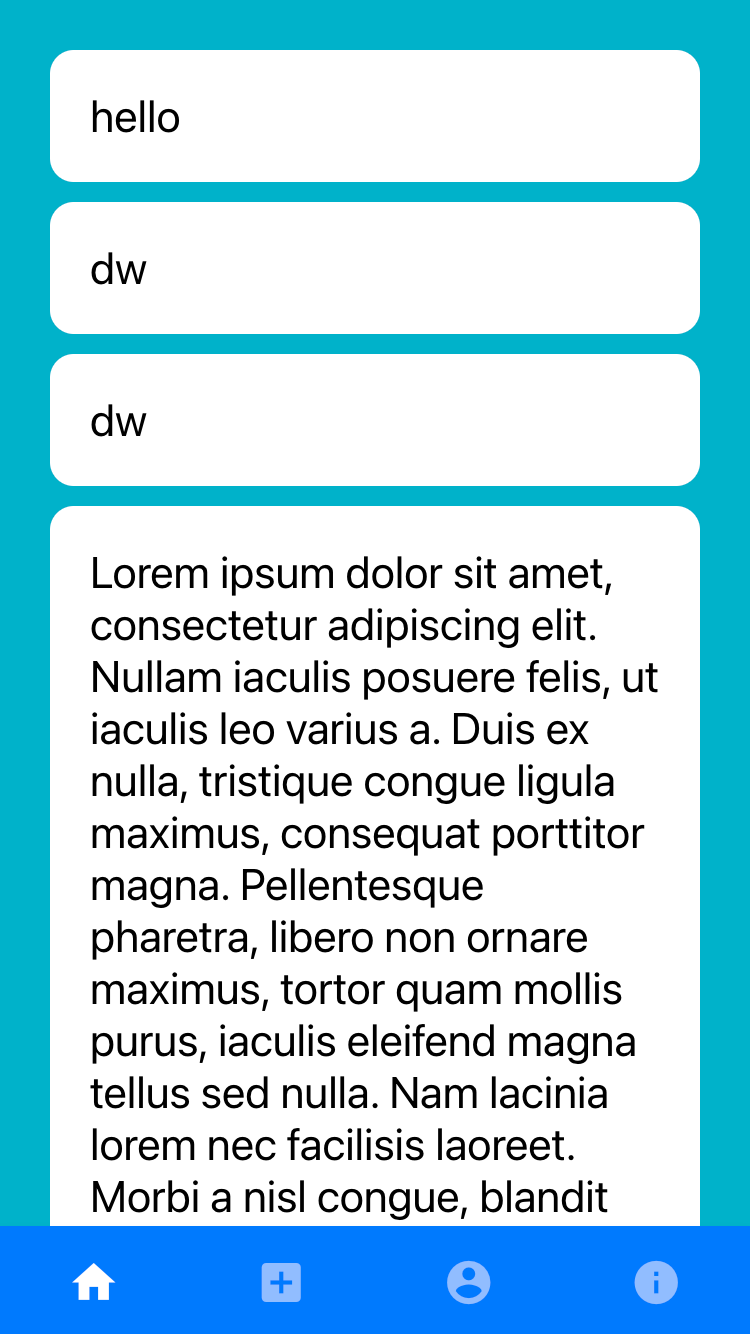 hello
dw
dw
Lorem ipsum dolor sit amet,
consectetur adipiscing elit.
Nullam iaculis posuere felis, ut
iaculis leo varius a. Duis ex
nulla, tristique congue ligula
maximus, consequat porttitor
magna. Pellentesque
pharetra, libero non ornare
maximus, tortor quam mollis
purus, iaculis eleifend magna
tellus sed nulla. Nam lacinia
lorem nec facilisis laoreet.
Morbi a nisl congue, blandit